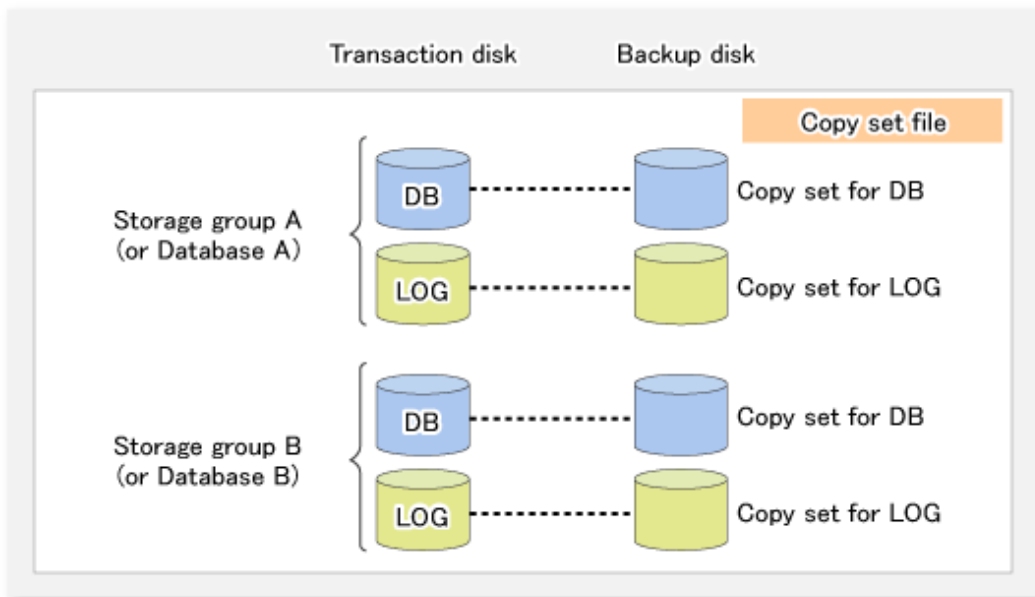 Transaction disk
Backup disk
Copy set file
Storage group A
(or Database A)
DB
Copy set for DB
LOG
Copy set for LOG
Storage group B
(or Database B)
DB
Copy set for DB
LOG
Copy set for LOG